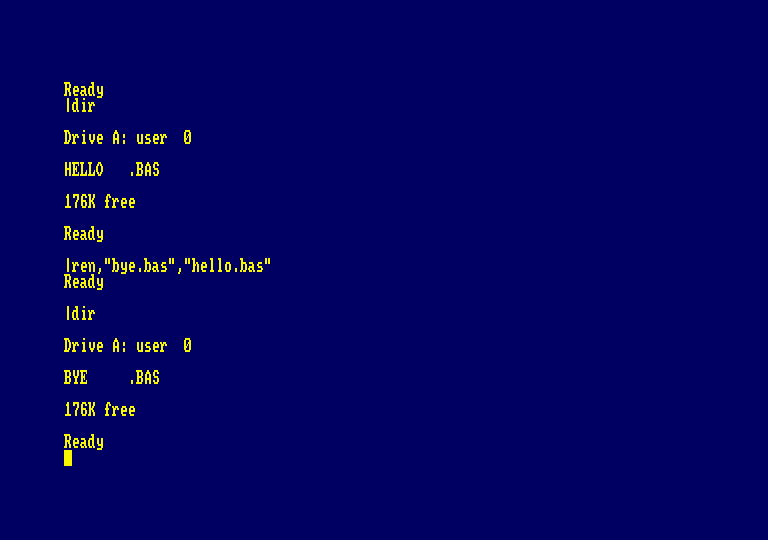 Ready
|dir
Drive A: user  0
HELLO   .BAS
176K free
Ready
|ren,"bye.bas","hello.bas"
Ready
|dir
Drive A: user  0
BYE     .BAS
176K free
Ready